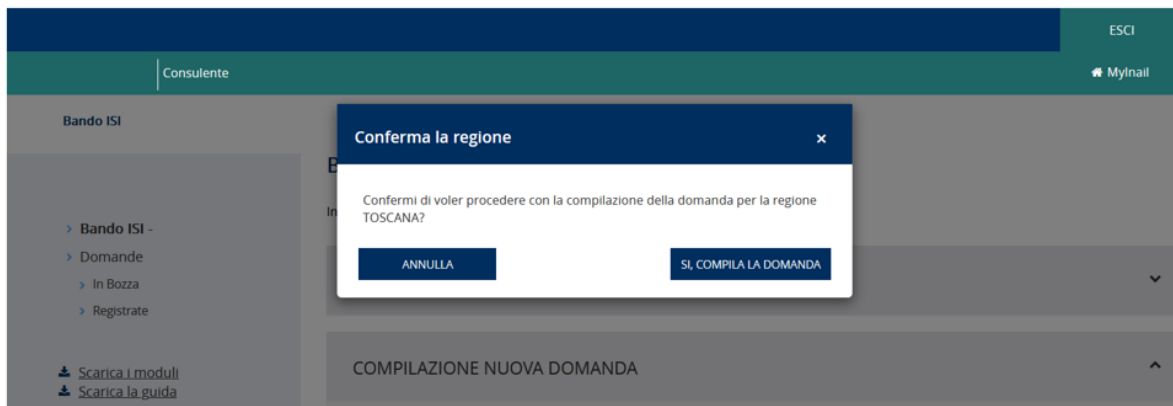 ESCI
Consulente
MyInail
Bando ISI
Conferma la regione
×
B
Confermi di voler procedere con la compilazione della domanda per la regione
TOSCANA?
In
ANNULLA
SI, COMPILA LA DOMANDA
Bando ISI -
Domande
In Bozza
Registrate
COMPILAZIONE NUOVA DOMANDA
Scarica i moduli
Scarica la guida